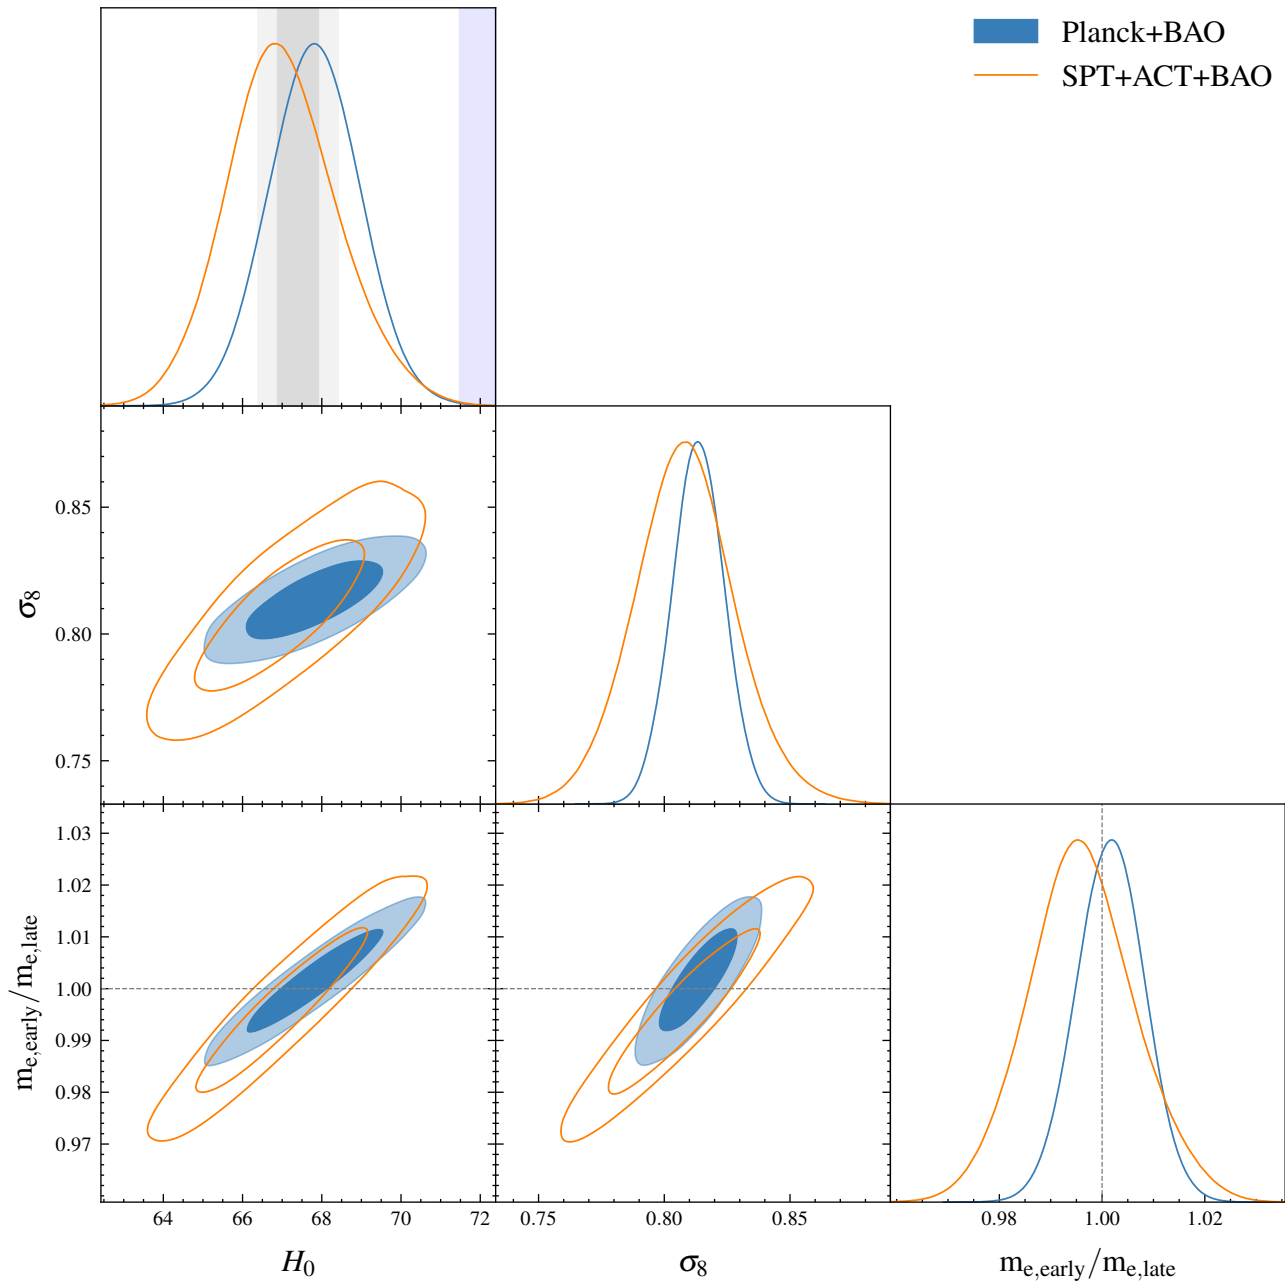 Planck+BAO
SPT+ACT+BAO
σ8
0.85
0.80
0.75
me,early/me,late
1.03
1.02
1.01
1.00
0.99
0.98
0.97
64 66 68 70 72
0.75 0.80 0.85
0.98 1.00 1.02
H0
σ8
me,early/me,late